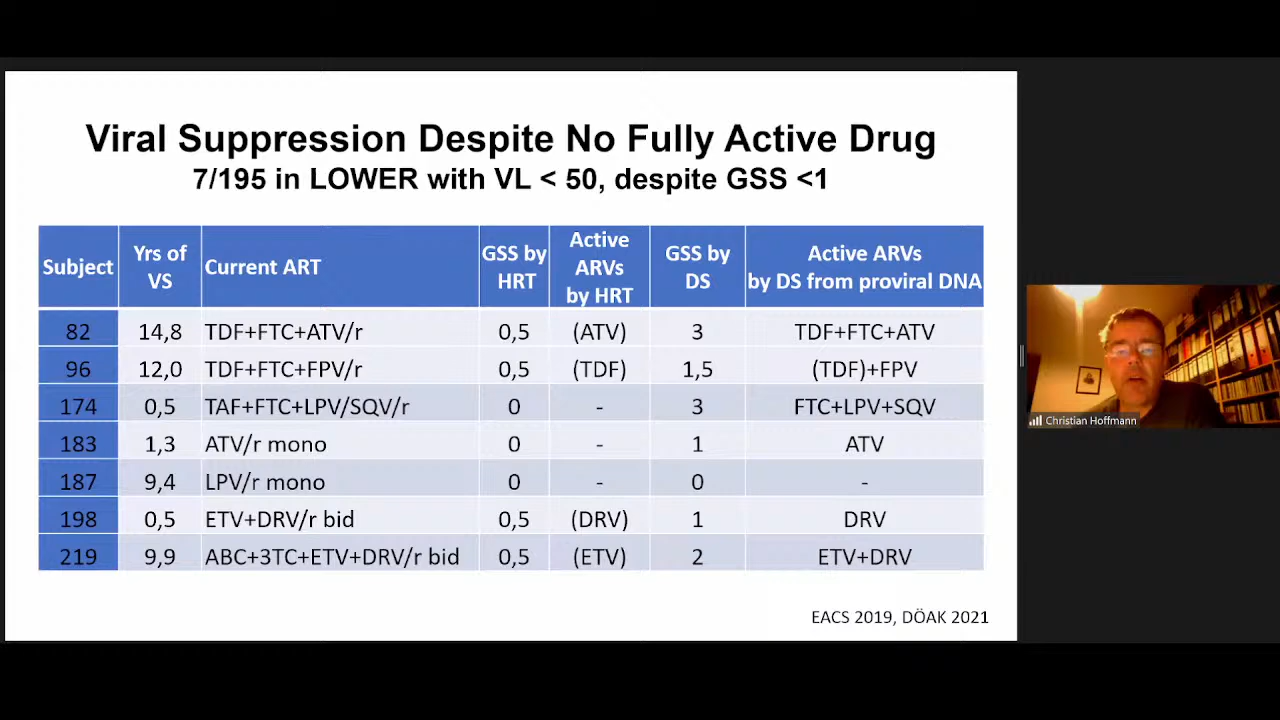 Viral Suppression Despite No Fully Active Drug
7/195 in LOWER with VL < 50, despite GSS <1
Subject Yrs of VS Current ART GSS by HRT Active ARVs by HRT GSS by DS Active ARVs by DS from proviral DNA
82 14,8 TDF+FTC+ATV/r 0,5 (ATV) 3 TDF+FTC+ATV
96 12,0 TDF+FTC+FPV/r 0,5 (TDF) 1,5 (TDF)+FPV
174 0,5 TAF+FTC+LPV/SQV/r 0 - 3 FTC+LPV+SQV
183 1,3 ATV/r mono 0 - 1 ATV
187 9,4 LPV/r mono 0 - 0 -
198 0,5 ETV+DRV/r bid 0,5 (DRV) 1 DRV
219 9,9 ABC+3TC+ETV+DRV/r bid 0,5 (ETV) 2 ETV+DRV
EACS 2019, DÖAK 2021
Christian Hoffmann